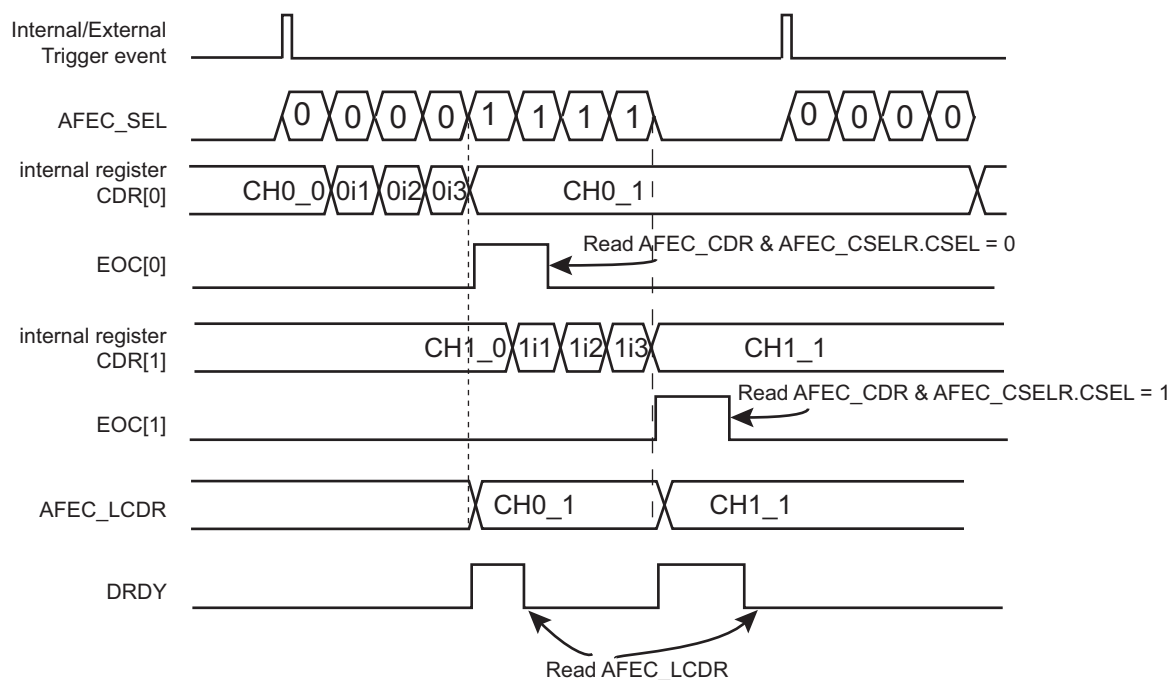 Internal/External
Trigger event
AFEC_SEL
0 0 0 0 1 1 1 1 0 0 0 0
internal register
CDR[0]
CH0_0 0i1 0i2 0i3 CH0_1
Read AFEC_CDR & AFEC_CSELR.CSEL = 0
EOC[0]
internal register
CDR[1]
CH1_0 1i1 1i2 1i3 CH1_1
Read AFEC_CDR & AFEC_CSELR.CSEL = 1
EOC[1]
AFEC_LCDR
CH0_1 CH1_1
DRDY
Read AFEC_LCDR